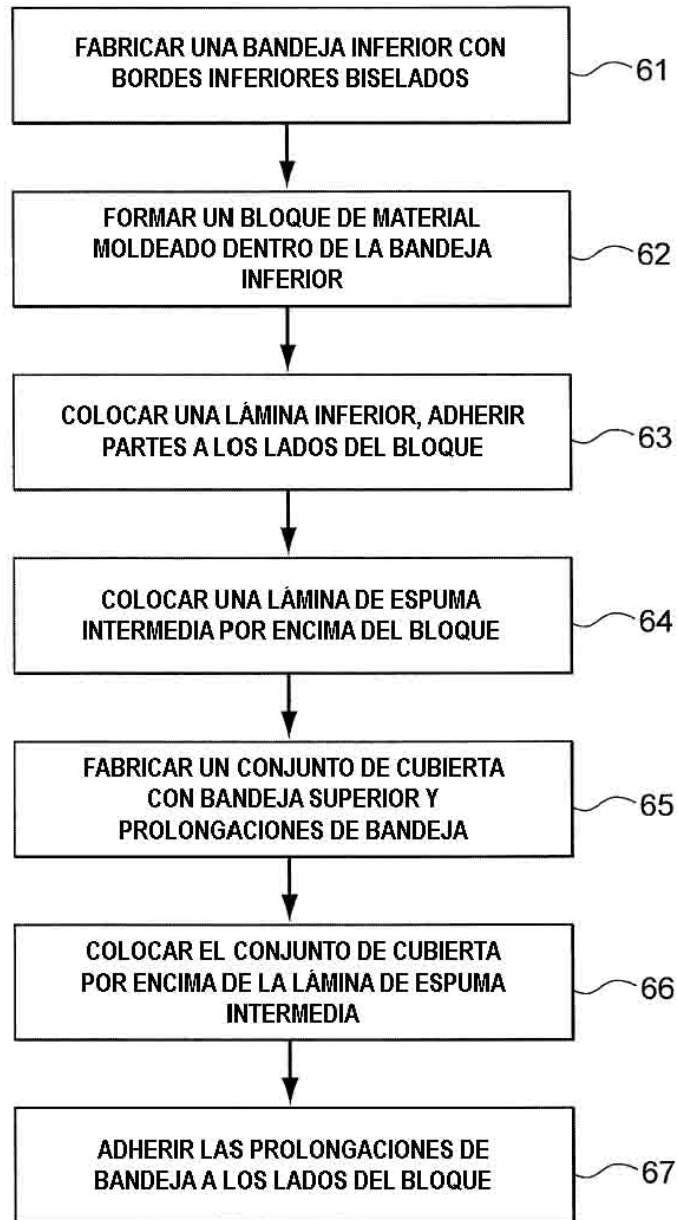 FABRICAR UNA BANDEJA INFERIOR CON
BORDES INFERIORES BISELADOS
61
FORMAR UN BLOQUE DE MATERIAL
MOLDEADO DENTRO DE LA BANDEJA
INFERIOR
62
COLOCAR UNA LÁMINA INFERIOR, ADHERIR
PARTES A LOS LADOS DEL BLOQUE
63
COLOCAR UNA LÁMINA DE ESPUMA
INTERMEDIA POR ENCIMA DEL BLOQUE
64
FABRICAR UN CONJUNTO DE CUBIERTA
CON BANDEJA SUPERIOR Y
PROLONGACIONES DE BANDEJA
65
COLOCAR EL CONJUNTO DE CUBIERTA
POR ENCIMA DE LA LÁMINA DE ESPUMA
INTERMEDIA
66
ADHERIR LAS PROLONGACIONES DE
BANDEJA A LOS LADOS DEL BLOQUE
67